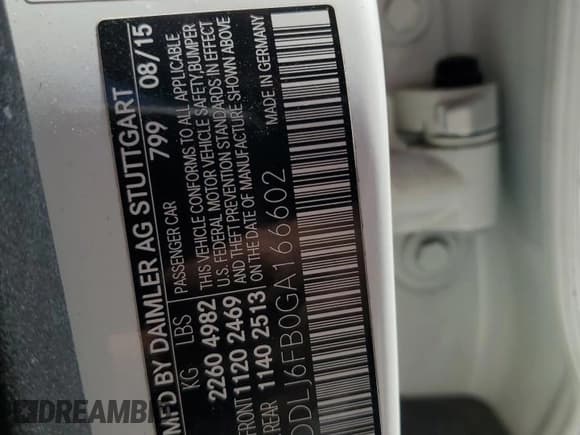 MFD BY DAIMLER AG STUTTGART
799 08/15
PASSENGER CAR
KG LBS
2260 4982
FRONT 1120 2469
REAR 1140 2513
THIS VEHICLE CONFORMS TO ALL APPLICABLE
U.S. FEDERAL MOTOR VEHICLE SAFETY, BUMPER
AND THEFT PREVENTION STANDARDS IN EFFECT
ON THE DATE OF MANUFACTURE SHOWN ABOVE
MADE IN GERMANY
DDLJ6FB0GA166602
DREAMBI